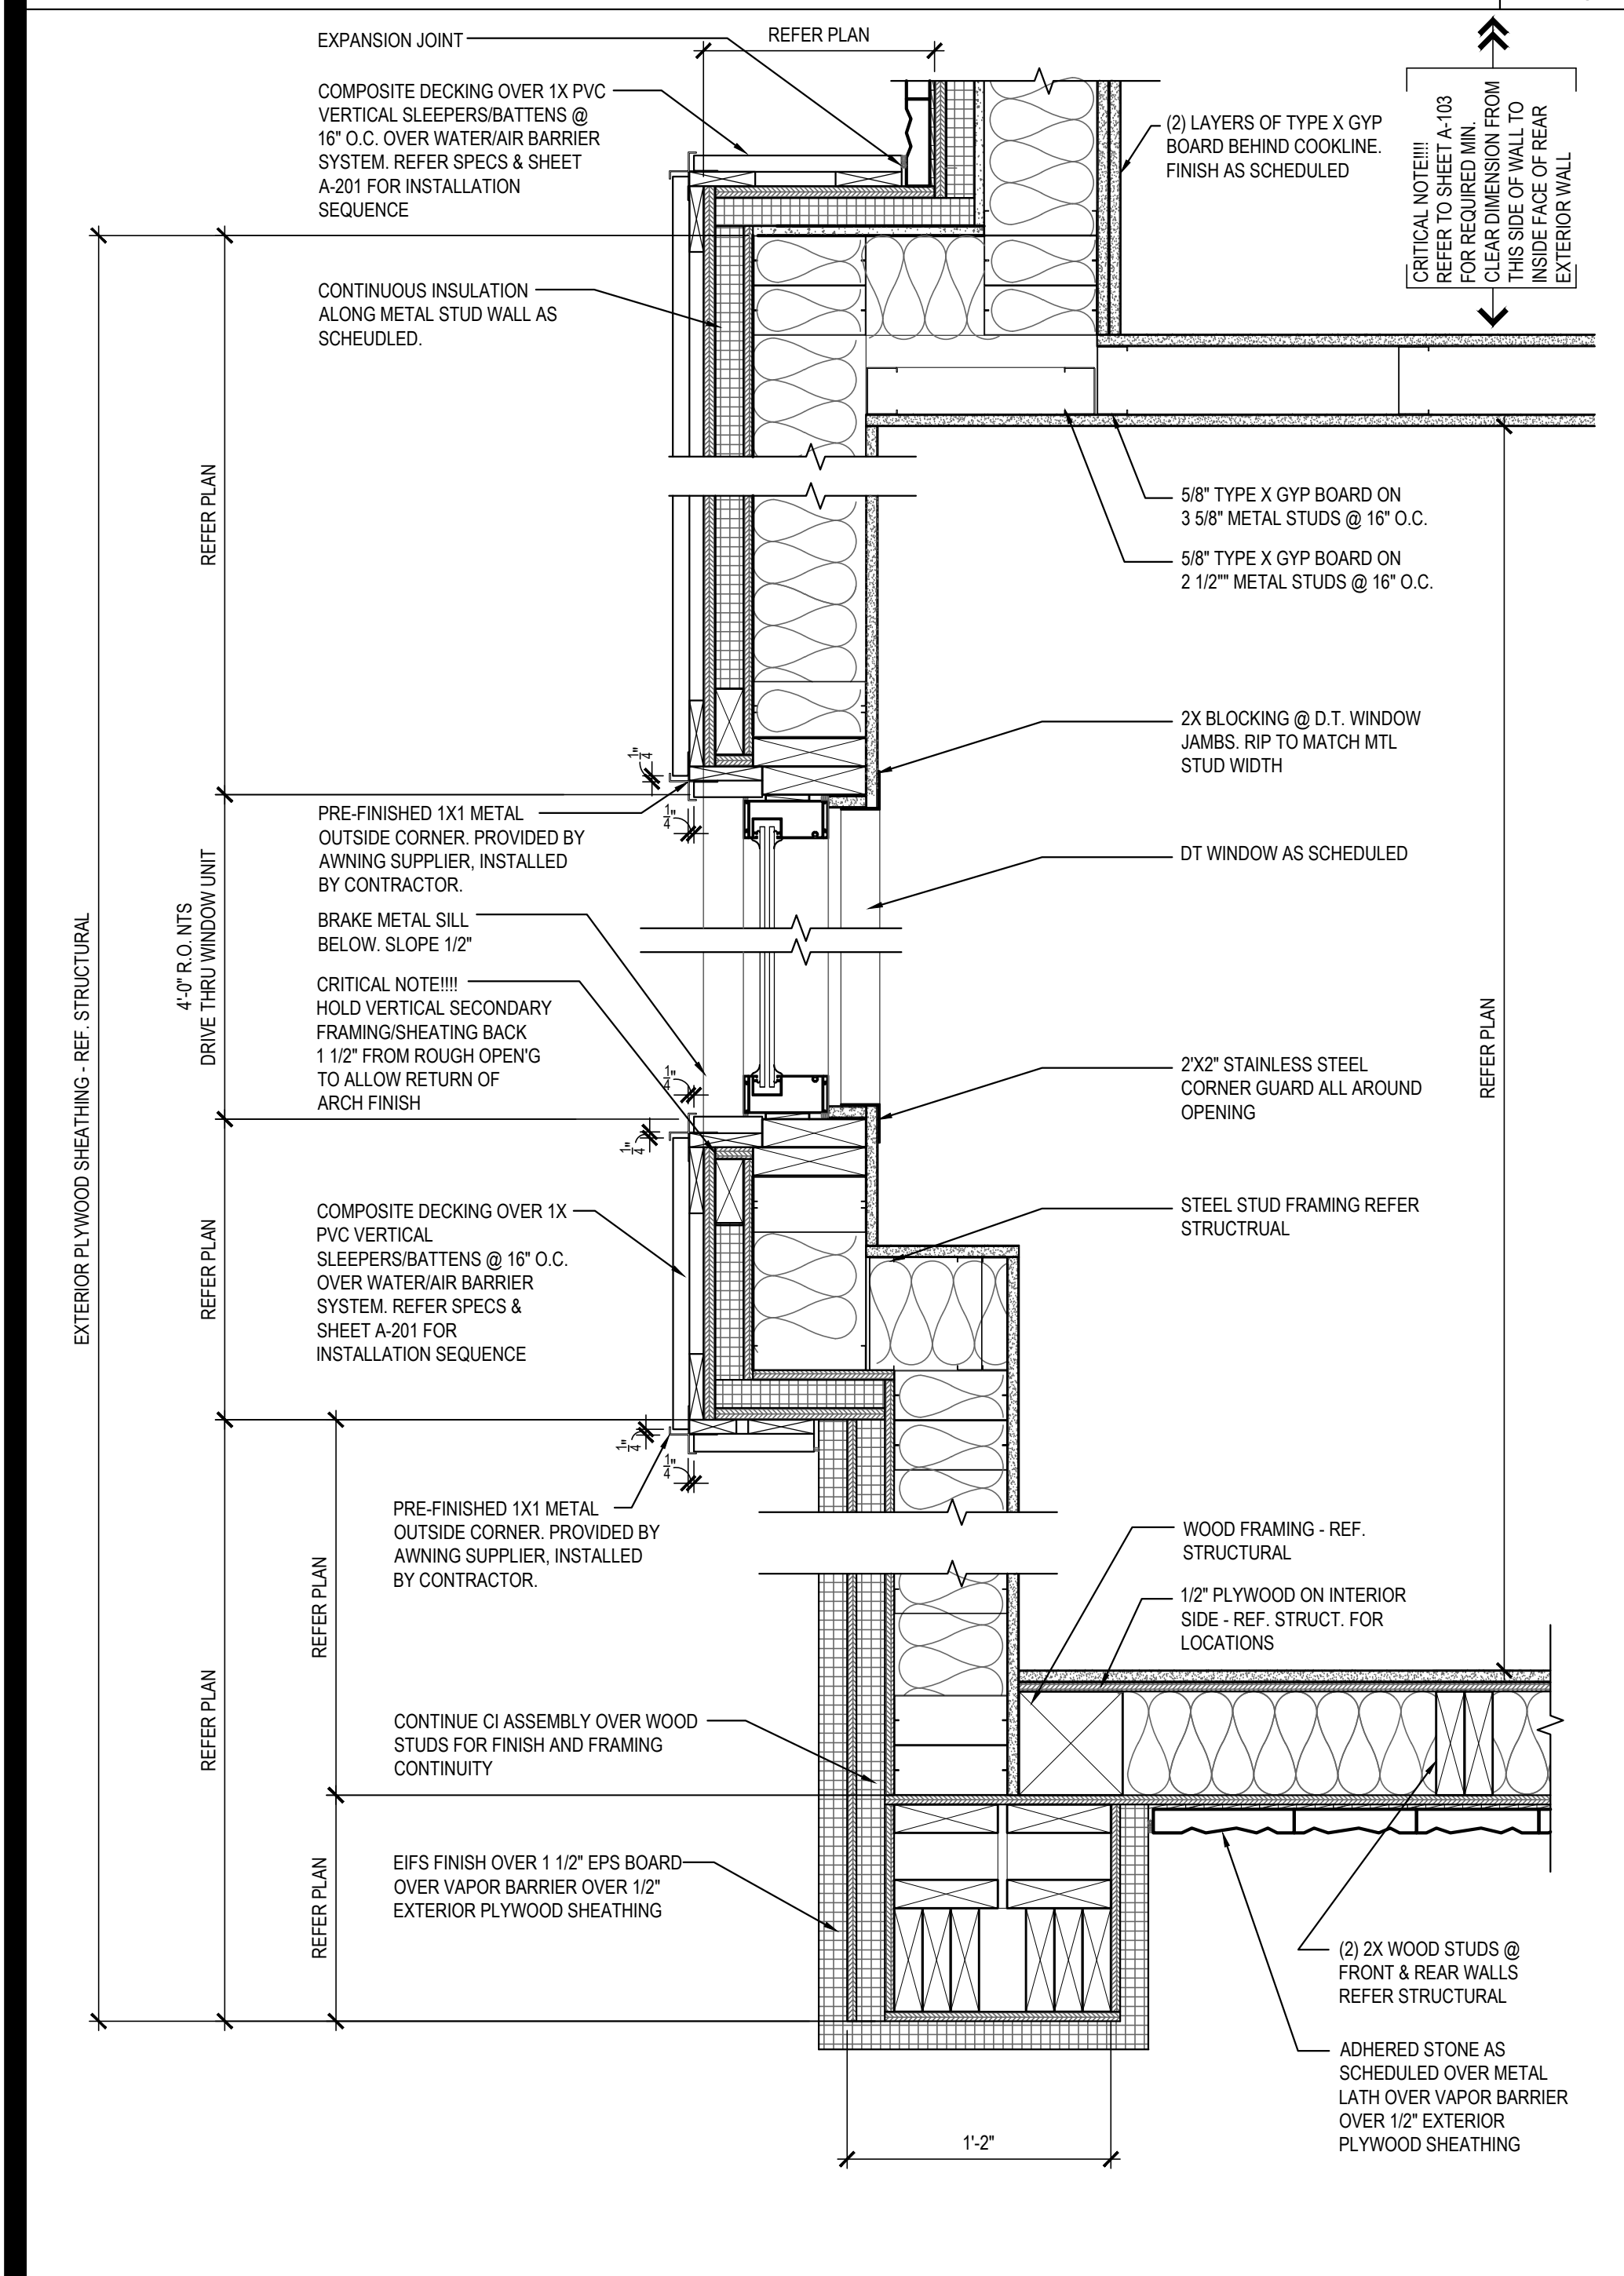 EXPANSION JOINT
REFER PLAN
COMPOSITE DECKING OVER 1X PVC
VERTICAL SLEEPERS/BATTENS @
16" O.C. OVER WATER/AIR BARRIER
SYSTEM. REFER SPECS & SHEET
A-201 FOR INSTALLATION
SEQUENCE
(2) LAYERS OF TYPE X GYP
BOARD BEHIND COOKLINE.
FINISH AS SCHEDULED
CRITICAL NOTE!!!!
REFER TO SHEET A-103
FOR REQUIRED MIN.
CLEAR DIMENSION FROM
THIS SIDE OF WALL TO
INSIDE FACE OF REAR
EXTERIOR WALL
CONTINUOUS INSULATION
ALONG METAL STUD WALL AS
SCHEUDLED.
REFER PLAN
5/8" TYPE X GYP BOARD ON
3 5/8" METAL STUDS @ 16" O.C.
5/8" TYPE X GYP BOARD ON
2 1/2"" METAL STUDS @ 16" O.C.
2X BLOCKING @ D.T. WINDOW
JAMBS. RIP TO MATCH MTL
STUD WIDTH
1/4"
1/4"
PRE-FINISHED 1X1 METAL
OUTSIDE CORNER. PROVIDED BY
AWNING SUPPLIER, INSTALLED
BY CONTRACTOR.
DT WINDOW AS SCHEDULED
4'-0" R.O. NTS
DRIVE THRU WINDOW UNIT
EXTERIOR PLYWOOD SHEATHING - REF. STRUCTURAL
BRAKE METAL SILL
BELOW. SLOPE 1/2"
CRITICAL NOTE!!!!
HOLD VERTICAL SECONDARY
FRAMING/SHEATING BACK
1 1/2" FROM ROUGH OPEN'G
TO ALLOW RETURN OF
ARCH FINISH
1/4"
1/4"
REFER PLAN
2'X2" STAINLESS STEEL
CORNER GUARD ALL AROUND
OPENING
COMPOSITE DECKING OVER 1X
PVC VERTICAL
SLEEPERS/BATTENS @ 16" O.C.
OVER WATER/AIR BARRIER
SYSTEM. REFER SPECS &
SHEET A-201 FOR
INSTALLATION SEQUENCE
REFER PLAN
STEEL STUD FRAMING REFER
STRUCTRUAL
1/4"
1/4"
PRE-FINISHED 1X1 METAL
OUTSIDE CORNER. PROVIDED BY
AWNING SUPPLIER, INSTALLED
BY CONTRACTOR.
WOOD FRAMING - REF.
STRUCTURAL
1/2" PLYWOOD ON INTERIOR
SIDE - REF. STRUCT. FOR
LOCATIONS
REFER PLAN
REFER PLAN
CONTINUE CI ASSEMBLY OVER WOOD
STUDS FOR FINISH AND FRAMING
CONTINUITY
REFER PLAN
EIFS FINISH OVER 1 1/2" EPS BOARD
OVER VAPOR BARRIER OVER 1/2"
EXTERIOR PLYWOOD SHEATHING
(2) 2X WOOD STUDS @
FRONT & REAR WALLS
REFER STRUCTURAL
ADHERED STONE AS
SCHEDULED OVER METAL
LATH OVER VAPOR BARRIER
OVER 1/2" EXTERIOR
PLYWOOD SHEATHING
1'-2"